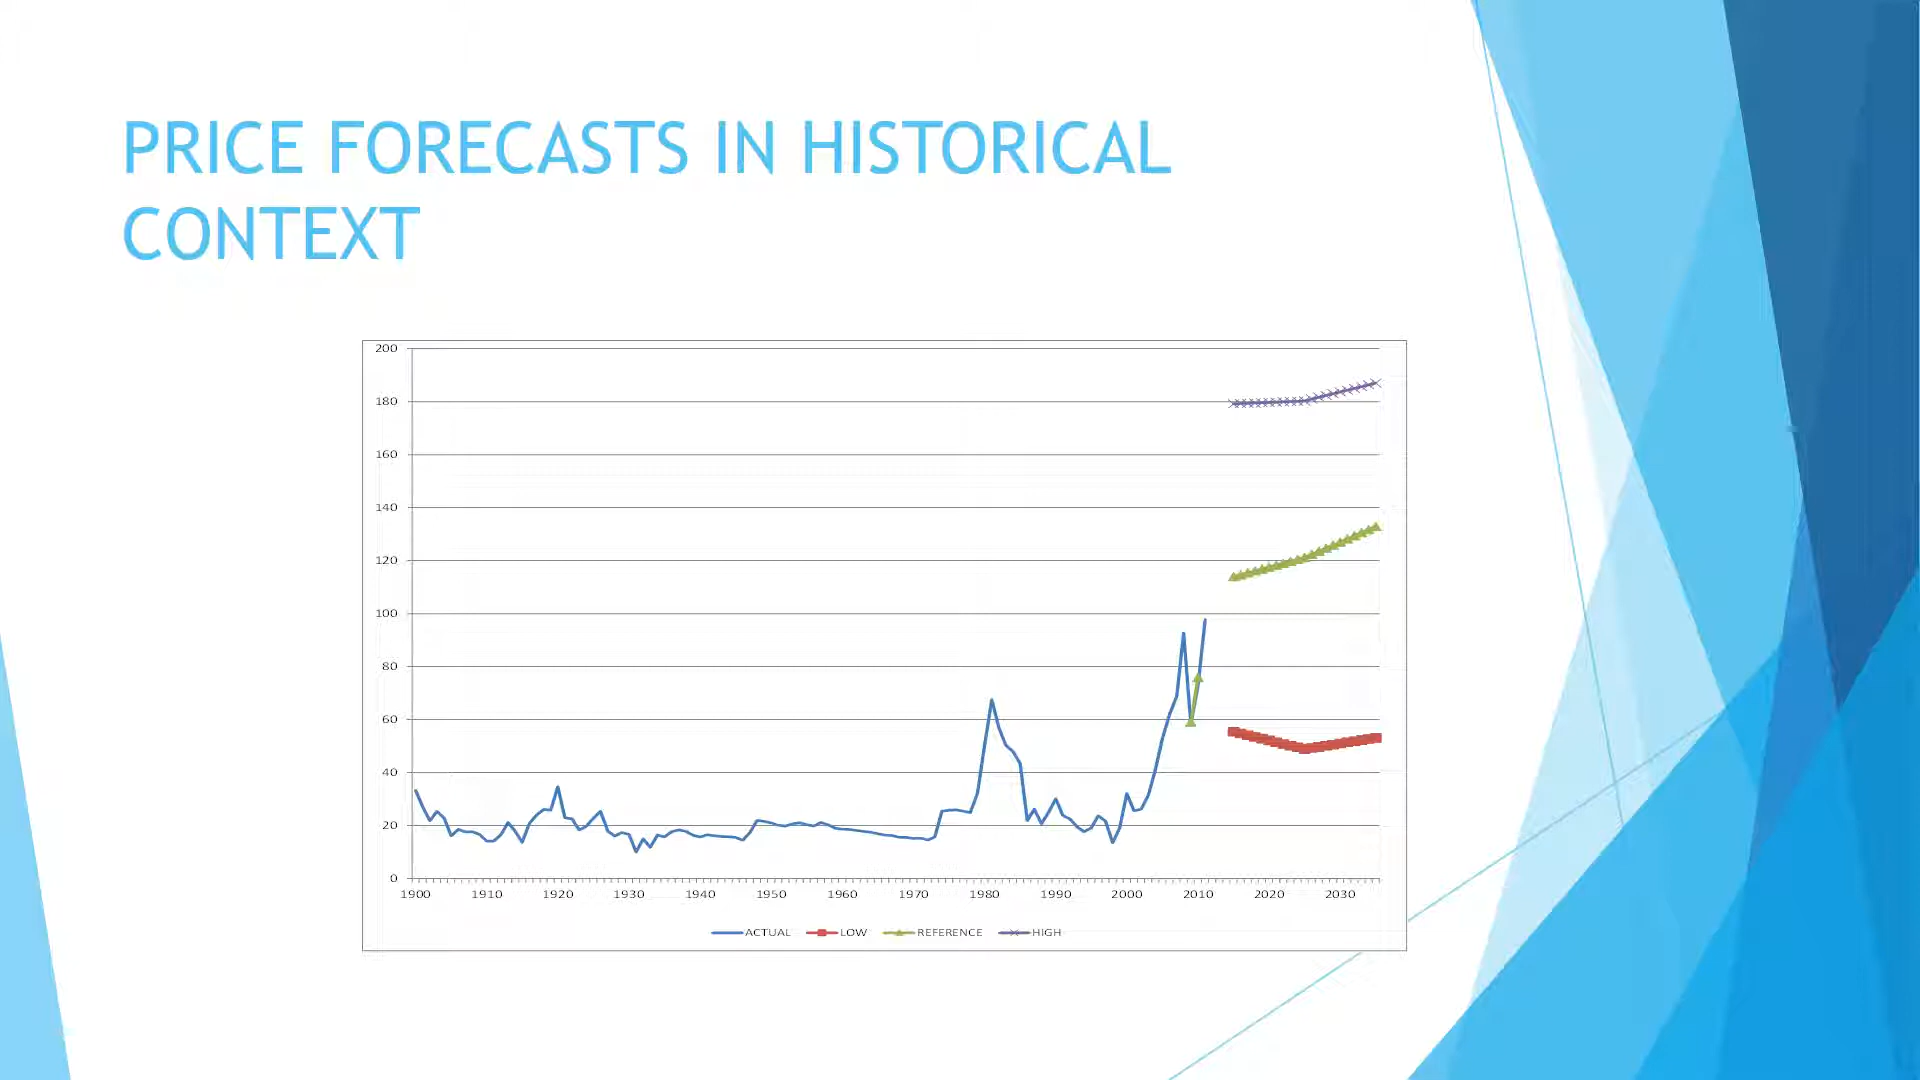 PRICE FORECASTS IN HISTORICAL
CONTEXT
200
180
160
140
120
100
80
60
40
20
0
1900 1910 1920 1930 1940 1950 1960 1970 1980 1990 2000 2010 2020 2030
ACTUAL LOW REFERENCE HIGH